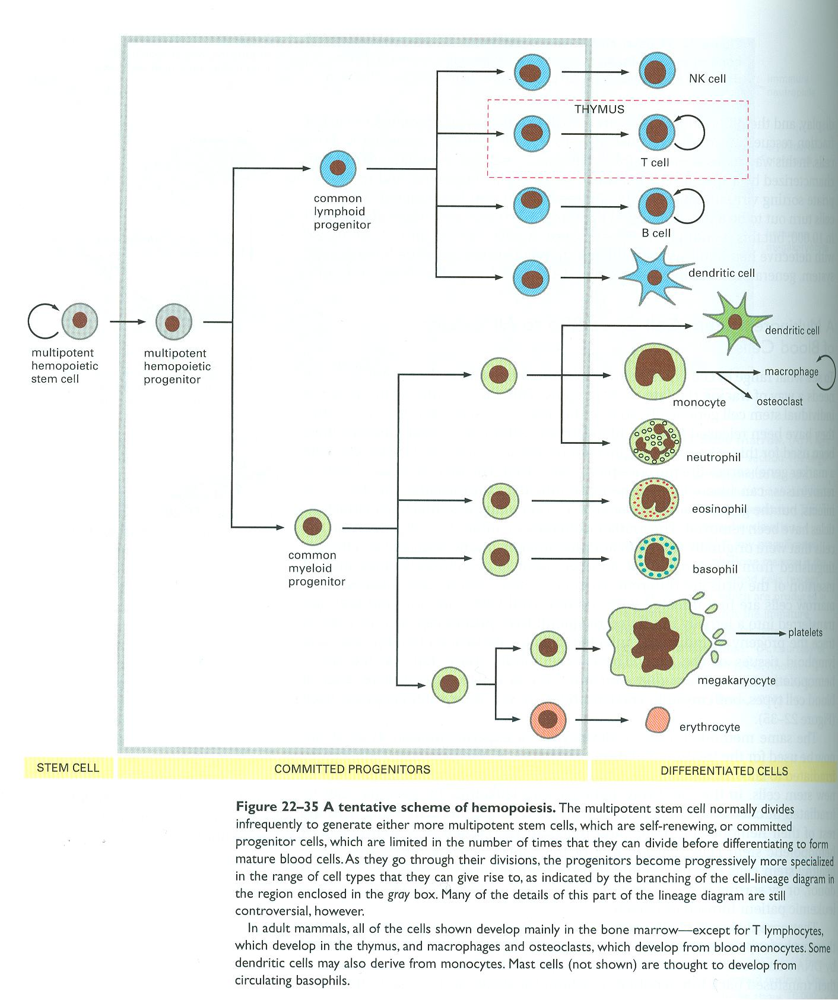 NK cell
THYMUS
T cell
common
lymphoid
progenitor
B cell
dendritic cell
multipotent
hemopoietic
stem cell
multipotent
hemopoietic
progenitor
dendritic cell
macrophage
monocyte
osteoclast
neutrophil
eosinophil
common
myeloid
progenitor
basophil
platelets
megakaryocyte
erythrocyte
STEM CELL
COMMITTED PROGENITORS
DIFFERENTIATED CELLS
Figure 22–35 A tentative scheme of hemopoiesis. The multipotent stem cell normally divides
infrequently to generate either more multipotent stem cells, which are self-renewing, or committed
progenitor cells, which are limited in the number of times that they can divide before differentiating to form
mature blood cells. As they go through their divisions, the progenitors become progressively more specialized
in the range of cell types that they can give rise to, as indicated by the branching of the cell-lineage diagram in
the region enclosed in the gray box. Many of the details of this part of the lineage diagram are still
controversial, however.
In adult mammals, all of the cells shown develop mainly in the bone marrow—except for T lymphocytes,
which develop in the thymus, and macrophages and osteoclasts, which develop from blood monocytes. Some
dendritic cells may also derive from monocytes. Mast cells (not shown) are thought to develop from
circulating basophils.